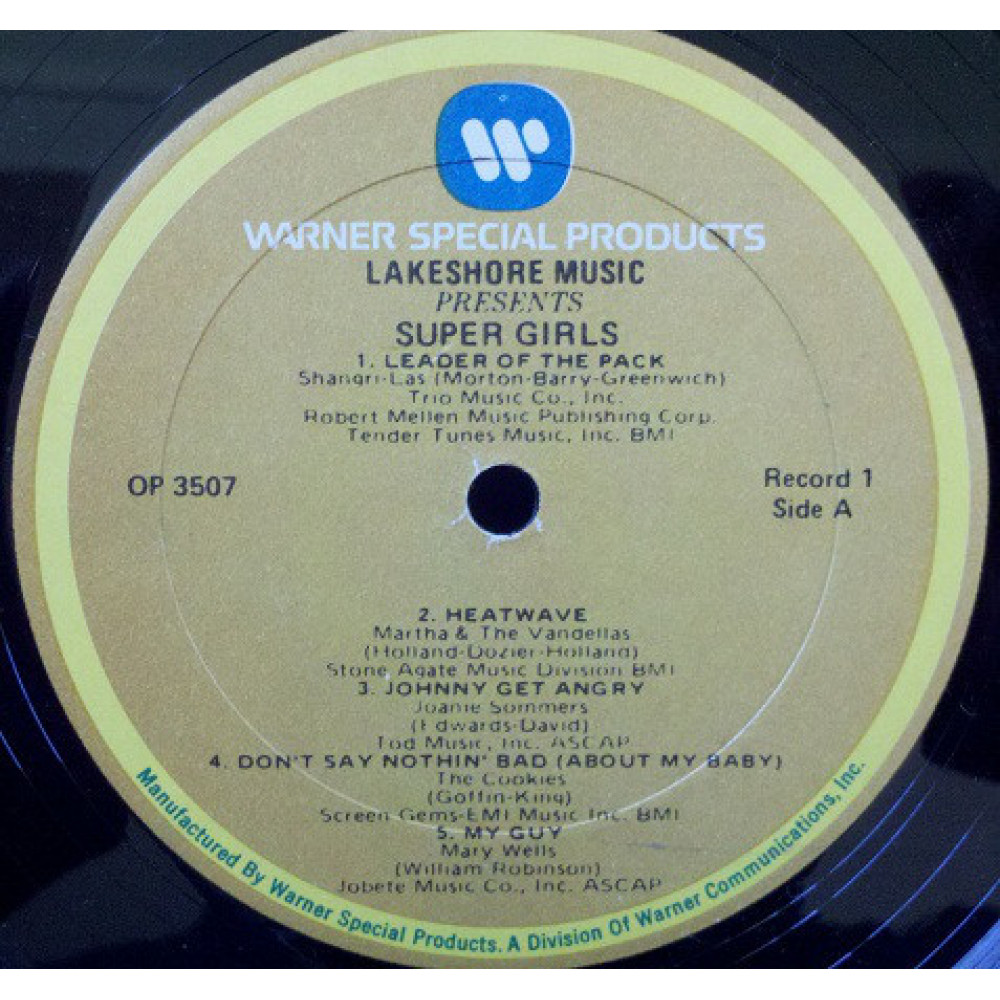 WARNER SPECIAL PRODUCTS
LAKESHORE MUSIC
PRESENTS
SUPER GIRLS
1. LEADER OF THE PACK
Shangri-Las (Morton-Barry-Greenwich)
Trio Music Co., Inc.
Robert Mellen Music Publishing Corp.
Tender Tunes Music, Inc. BMI
OP 3507
Record 1
Side A
2. HEATWAVE
Martha & The Vandellas
(Holland-Dozier-Holland)
Stone Agate Music Division BMI
3. JOHNNY GET ANGRY
Joanie Sommers
(Edwards-David)
Tod Music, Inc. ASCAP
4. DON'T SAY NOTHIN' BAD (ABOUT MY BABY)
The Cookies
(Goffin-King)
Screen Gems-EMI Music Inc. BMI
5. MY GUY
Mary Wells
(William Robinson)
Jobete Music Co., Inc. ASCAP
Manufactured By Warner Special Products. A Division Of Warner Communications, Inc.